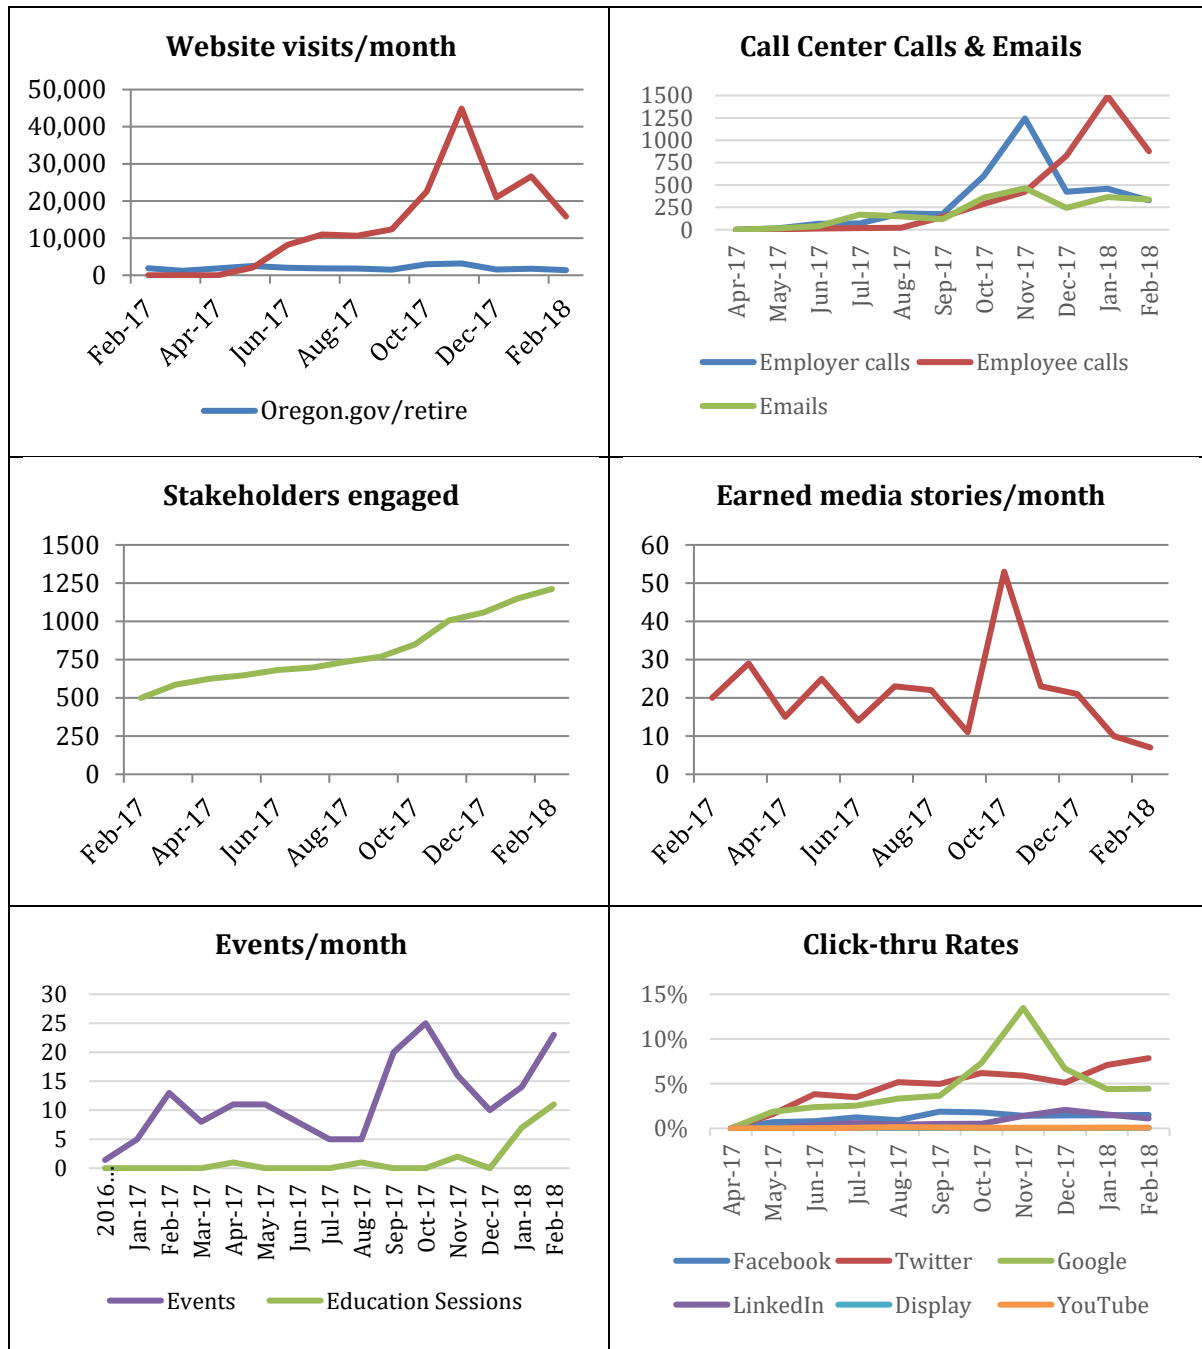 Website visits/month
50,000
40,000
30,000
20,000
10,000
0
Feb-17 Apr-17 Jun-17 Aug-17 Oct-17 Dec-17 Feb-18
Oregon.gov/retire
Call Center Calls & Emails
1500
1250
1000
750
500
250
0
Apr-17 May-17 Jun-17 Jul-17 Aug-17 Sep-17 Oct-17 Nov-17 Dec-17 Jan-18 Feb-18
Employer calls Employee calls
Emails
Stakeholders engaged
1500
1250
1000
750
500
250
0
Feb-17 Apr-17 Jun-17 Aug-17 Oct-17 Dec-17 Feb-18
Earned media stories/month
60
50
40
30
20
10
0
Feb-17 Apr-17 Jun-17 Aug-17 Oct-17 Dec-17 Feb-18
Events/month
30
25
20
15
10
5
0
2016… Jan-17 Feb-17 Mar-17 Apr-17 May-17 Jun-17 Jul-17 Aug-17 Sep-17 Oct-17 Nov-17 Dec-17 Jan-18 Feb-18
Events Education Sessions
Click-thru Rates
15%
10%
5%
0%
Apr-17 May-17 Jun-17 Jul-17 Aug-17 Sep-17 Oct-17 Nov-17 Dec-17 Jan-18 Feb-18
Facebook Twitter Google
LinkedIn Display YouTube